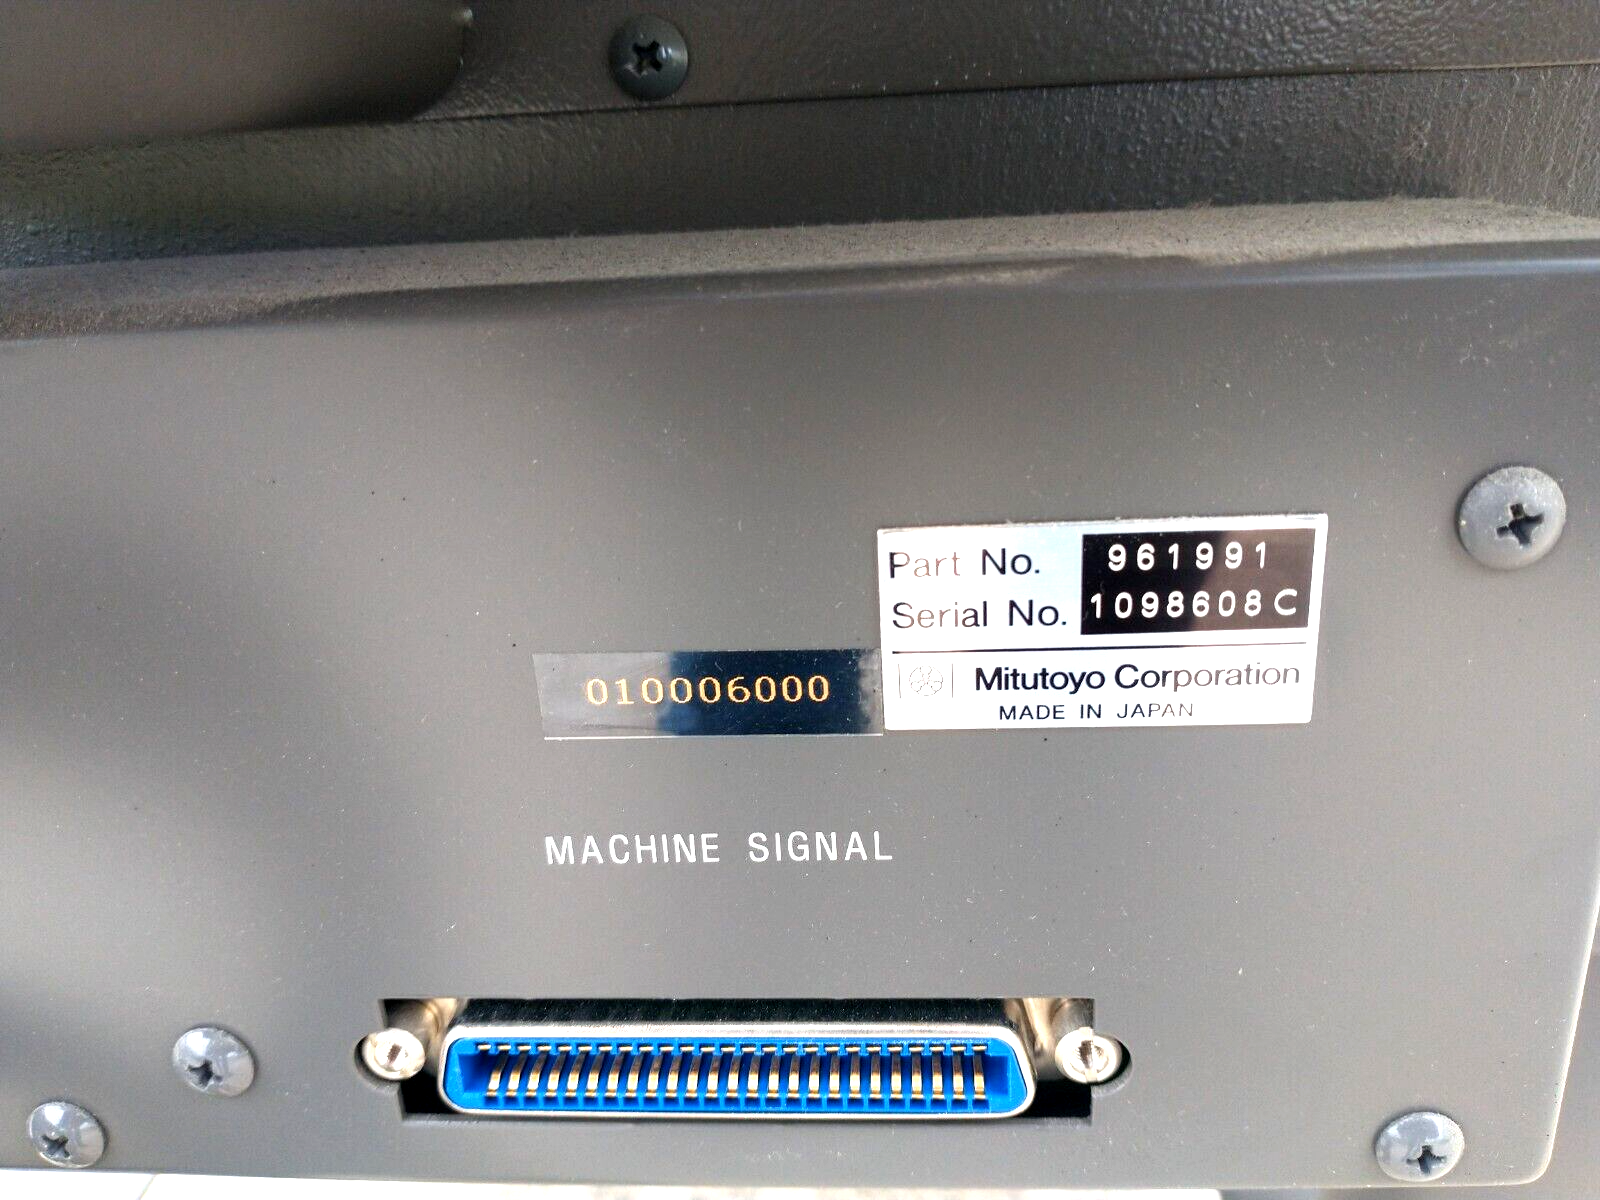 Part No. 961991
Serial No. 1098608C
Mitutoyo Corporation
MADE IN JAPAN
010006000
MACHINE SIGNAL